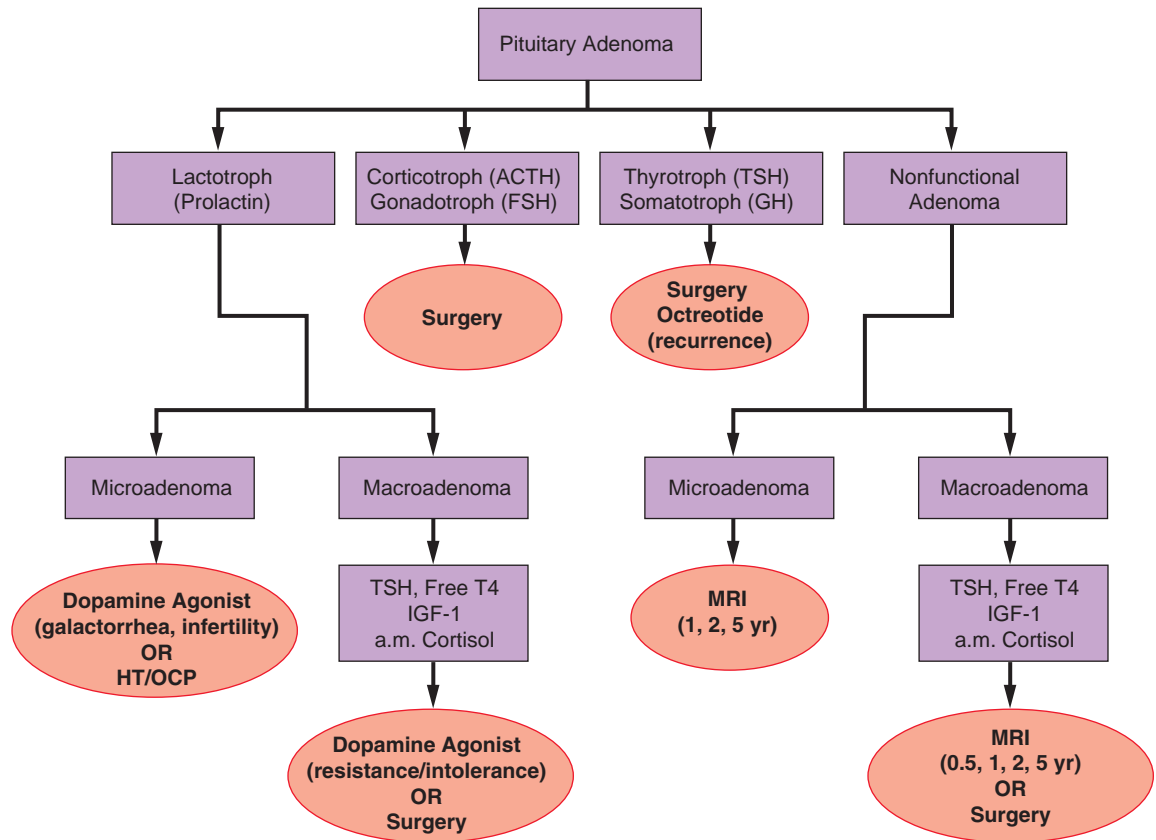 Pituitary Adenoma
Lactotroph
(Prolactin)
Corticotroph (ACTH)
Gonadotroph (FSH)
Thyrotroph (TSH)
Somatotroph (GH)
Nonfunctional
Adenoma
Surgery
Surgery
Octreotide
(recurrence)
Microadenoma
Macroadenoma
Microadenoma
Macroadenoma
Dopamine Agonist
(galactorrhea, infertility)
OR
HT/OCP
TSH, Free T4
IGF-1
a.m. Cortisol
MRI
(1, 2, 5 yr)
TSH, Free T4
IGF-1
a.m. Cortisol
Dopamine Agonist
(resistance/intolerance)
OR
Surgery
MRI
(0.5, 1, 2, 5 yr)
OR
Surgery